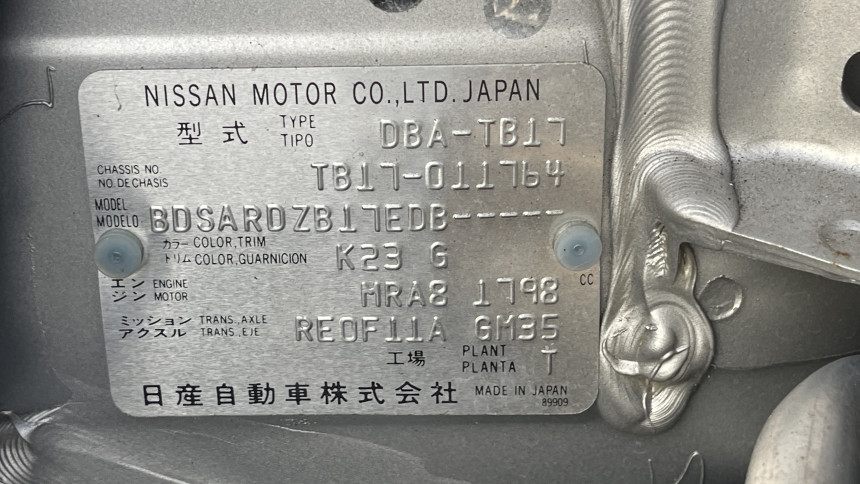 NISSAN MOTOR CO.,LTD. JAPAN
型式 TYPE TIPO DBA-TB17
CHASSIS NO. NO. DE CHASIS TB17-011764
MODEL MODELO BDSARDZB17EDB-----
カラー COLOR,TRIM
トリム COLOR,GUARNICION K23 G
CC
エンジン ENGINE MOTOR MRA8 1798
ミッション TRANS.,AXLE
アクスル TRANS.,EJE RE0F11A GM35
工場 PLANT PLANTA T
日産自動車株式会社 MADE IN JAPAN
89909